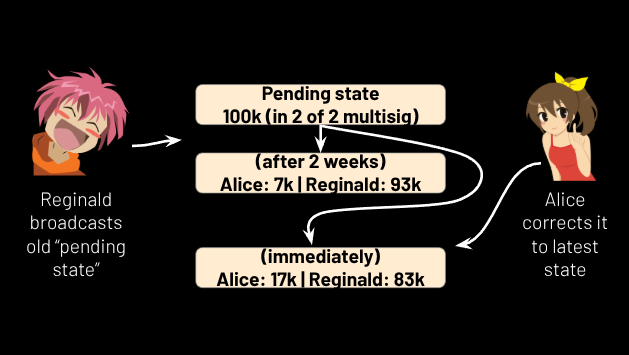 Pending state
100k (in 2 of 2 multisig)
(after 2 weeks)
Alice: 7k | Reginald: 93k
(immediately)
Alice: 17k | Reginald: 83k
Reginald
broadcasts
old “pending
state”
Alice
corrects it
to latest
state